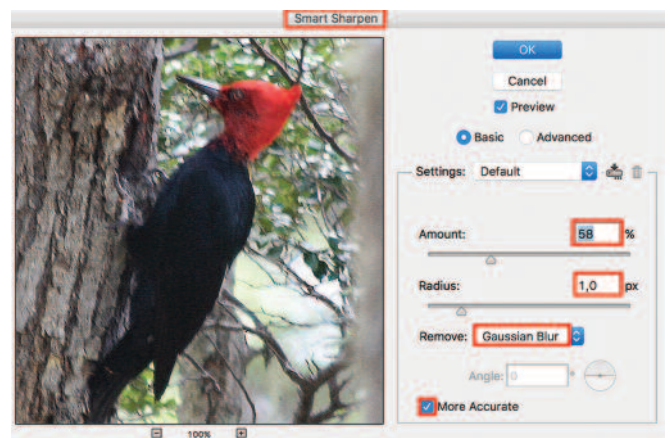 Smart Sharpen
OK
Cancel
Preview
Basic Advanced
Settings: Default
Amount: 58 %
Radius: 1,0 px
Remove: Gaussian Blur
Angle: 0 °
More Accurate
100%